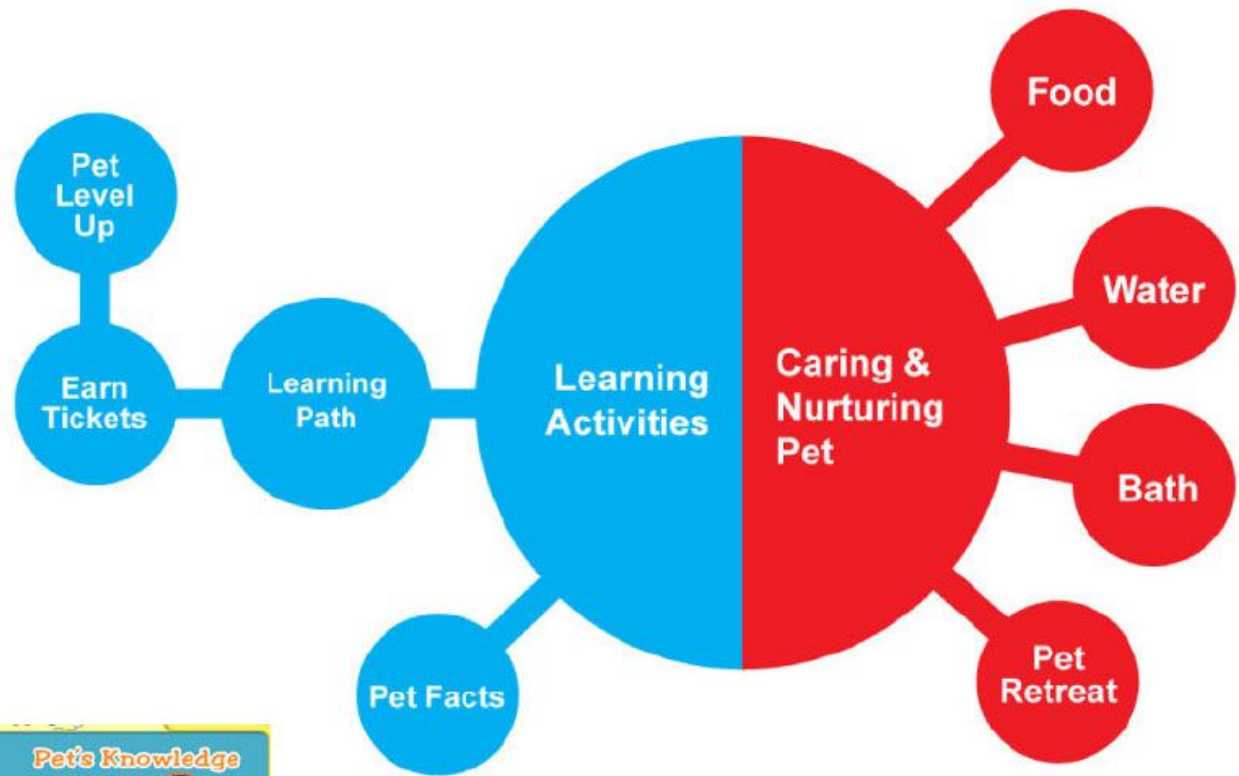 Food
Pet
Level
Up
Water
Earn
Tickets
Learning
Path
Learning
Activities
Caring &
Nurturing
Pet
Bath
Pet Facts
Pet
Retreat
Pet's Knowledge